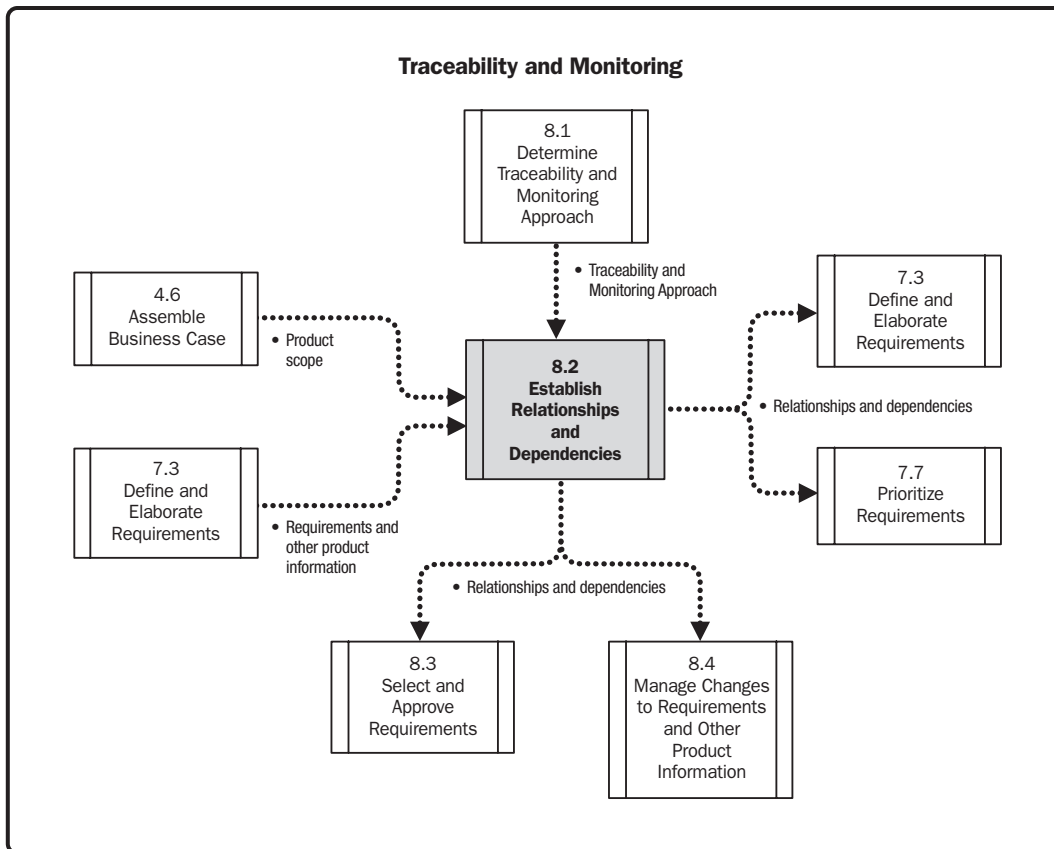 Traceability and Monitoring
8.1
Determine
Traceability and
Monitoring
Approach
• Traceability and
Monitoring Approach
4.6
Assemble
Business Case
• Product
scope
7.3
Define and
Elaborate
Requirements
• Requirements and
other product
information
8.2
Establish
Relationships
and
Dependencies
• Relationships and dependencies
7.3
Define and
Elaborate
Requirements
7.7
Prioritize
Requirements
• Relationships and dependencies
8.3
Select and
Approve
Requirements
8.4
Manage Changes
to Requirements
and Other
Product
Information